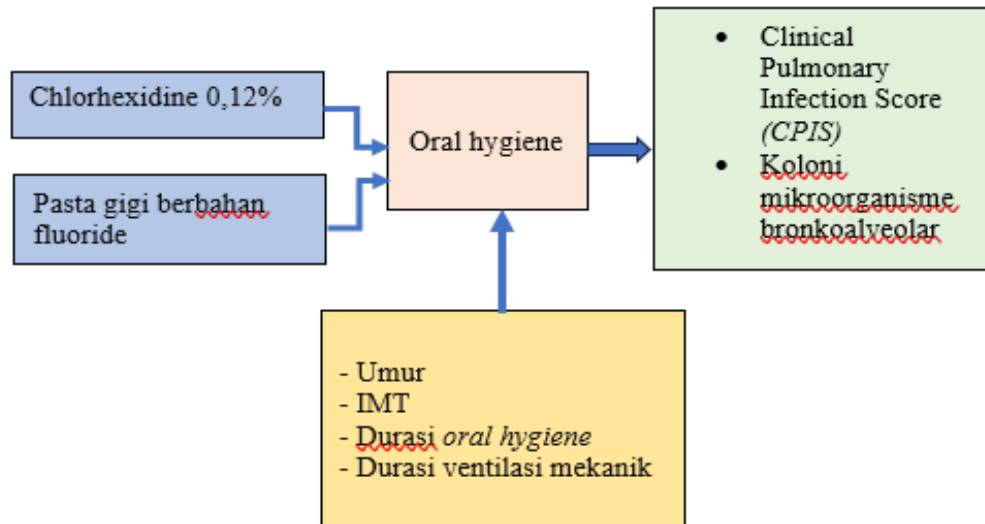 Chlorhexidine 0,12%
Pasta gigi berbahan
fluoride
Oral hygiene
• Clinical
Pulmonary
Infection Score
(CPIS)
• Koloni
mikroorganisme
bronkoalveolar
- Umur
- IMT
- Durasi oral hygiene
- Durasi ventilasi mekanik